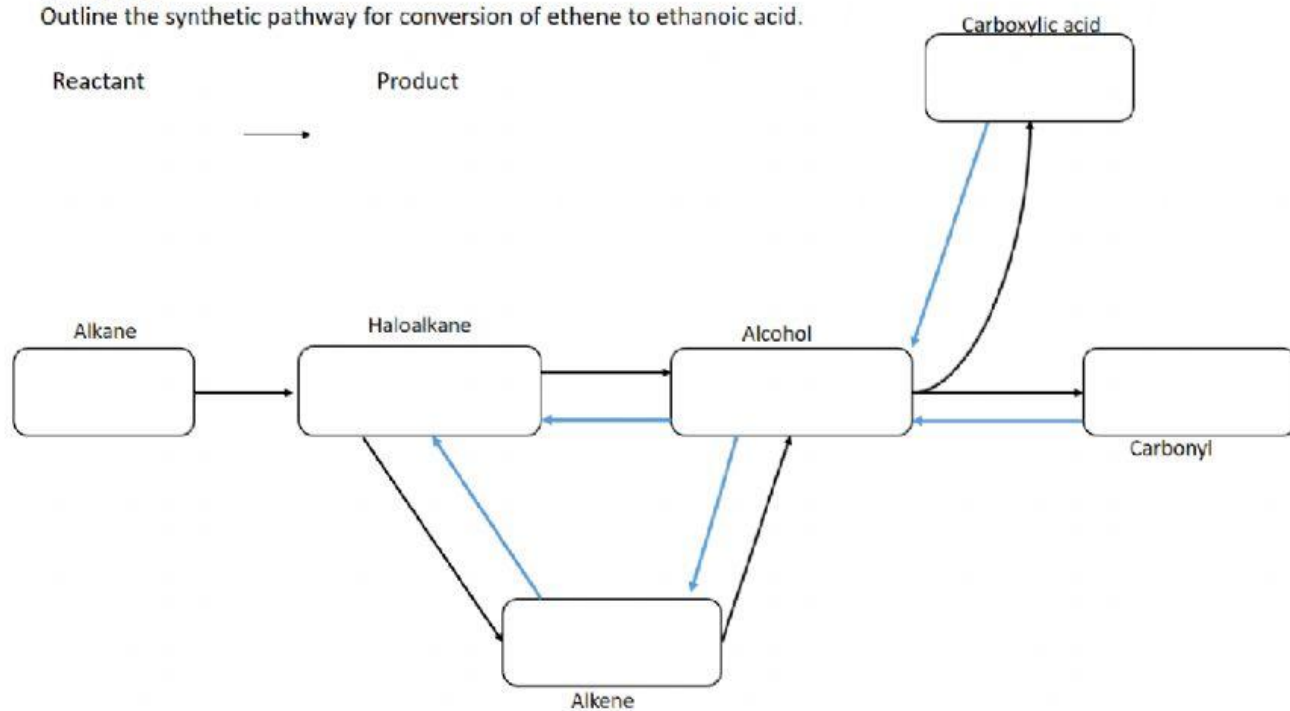 Outline the synthetic pathway for conversion of ethene to ethanoic acid.
Carboxylic acid
Reactant
Product
Alkane
Haloalkane
Alcohol
Carbonyl
Alkene